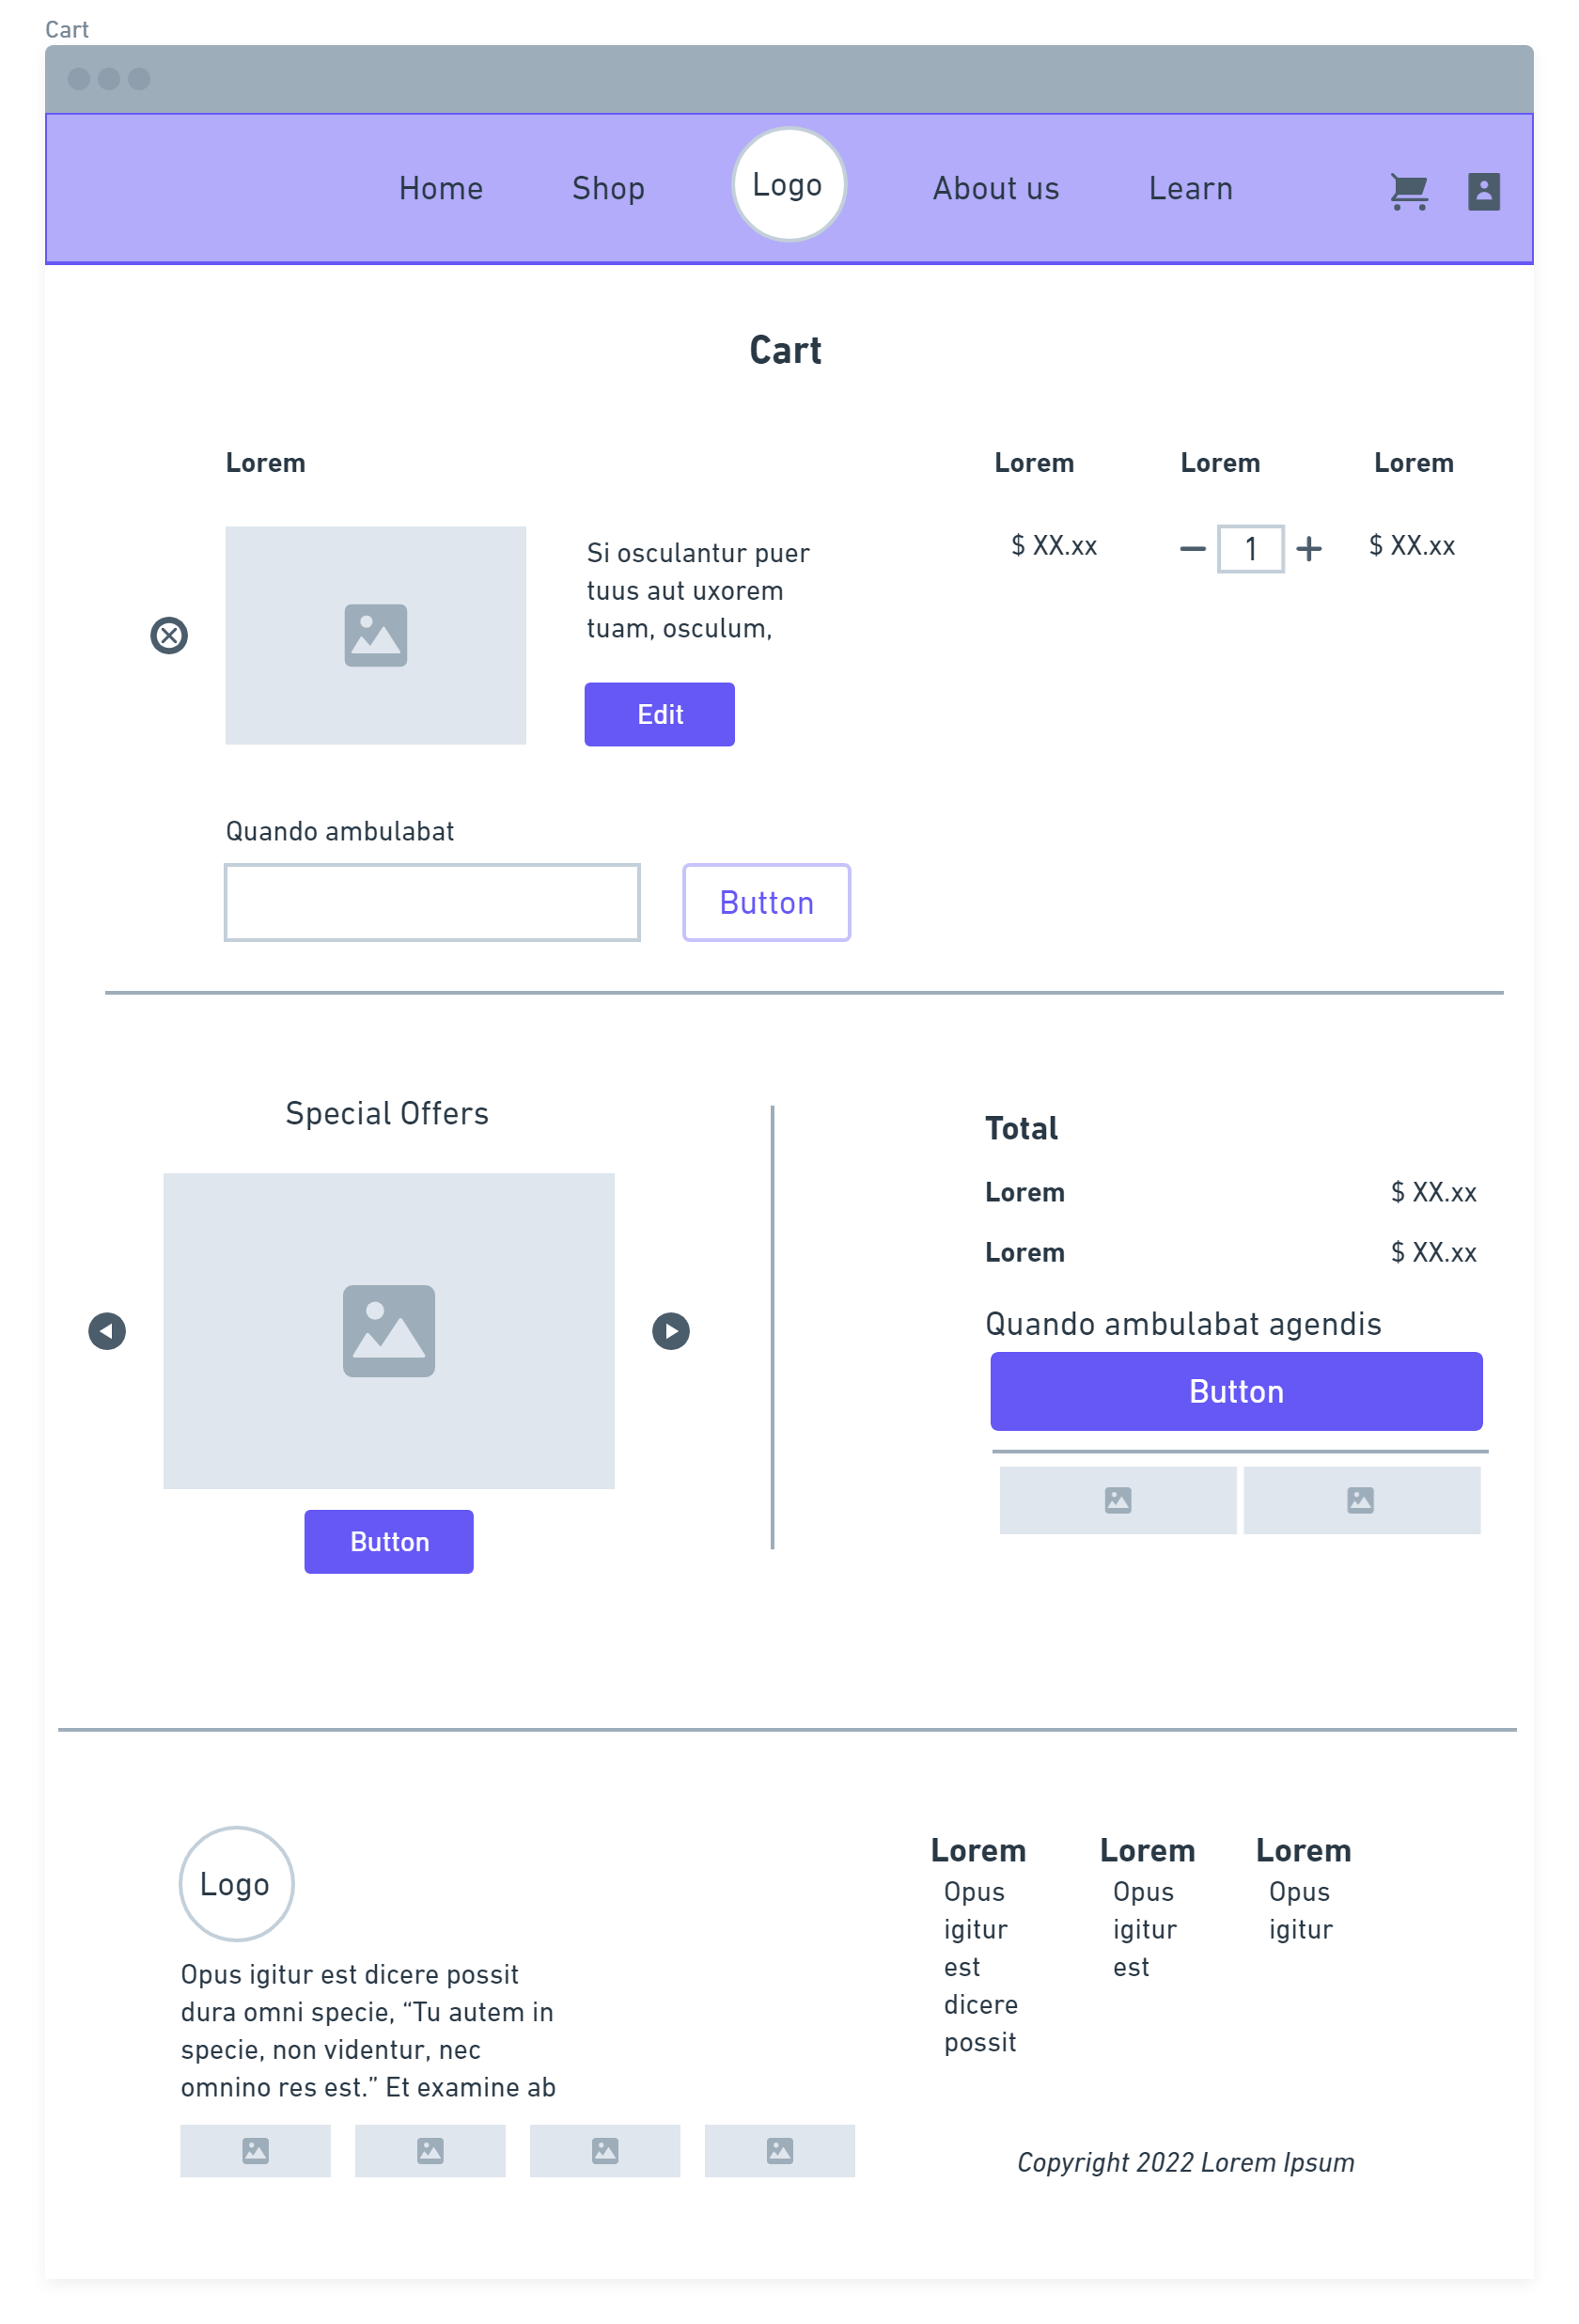 Cart
Home Shop Logo About us Learn
Cart
Lorem Lorem Lorem Lorem
Si osculantur puer
tuus aut uxorem
tuam, osculum,
$ XX.xx 1 $ XX.xx
Edit
Quando ambulabat
Button
Special Offers
Button
Total
Lorem $ XX.xx
Lorem $ XX.xx
Quando ambulabat agendis
Button
Logo
Opus igitur est dicere possit
dura omni specie, “Tu autem in
specie, non videntur, nec
omnino res est.” Et examine ab
Lorem
Opus
igitur
est
dicere
possit
Lorem
Opus
igitur
est
Lorem
Opus
igitur
Copyright 2022 Lorem Ipsum